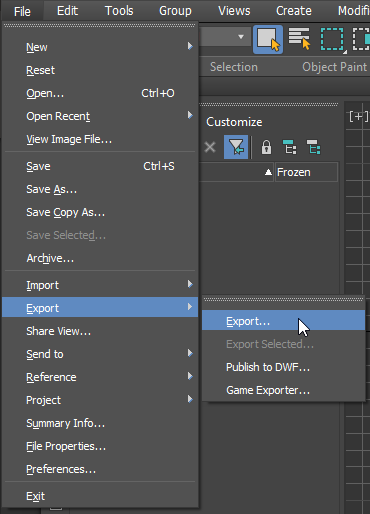 File Edit Tools Group Views Create
New
Reset
Open... Ctrl+O
Open Recent
View Image File...
Save Ctrl+S
Save As...
Save Copy As...
Save Selected...
Archive...
Import
Export
Share View...
Send to
Reference
Project
Summary Info...
File Properties...
Preferences...
Exit
Selection Object Paint
Customize
[+]
Frozen
Export...
Export Selected...
Publish to DWF...
Game Exporter...